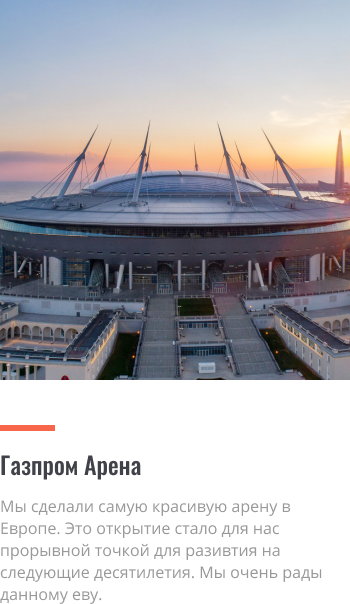 Газпром Арена
Мы сделали самую красивую арену в
Европе. Это открытие стало для нас
прорывной точкой для разивтия на
следующие десятилетия. Мы очень рады
данному еву.